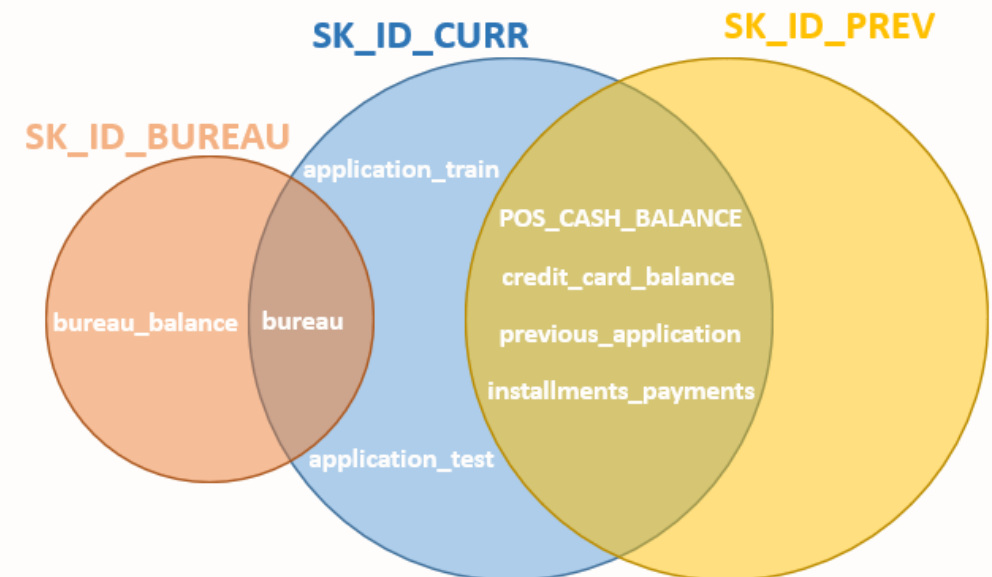 SK_ID_CURR
SK_ID_PREV
SK_ID_BUREAU
application_train
POS_CASH_BALANCE
credit_card_balance
bureau_balance
bureau
previous_application
installments_payments
application_test